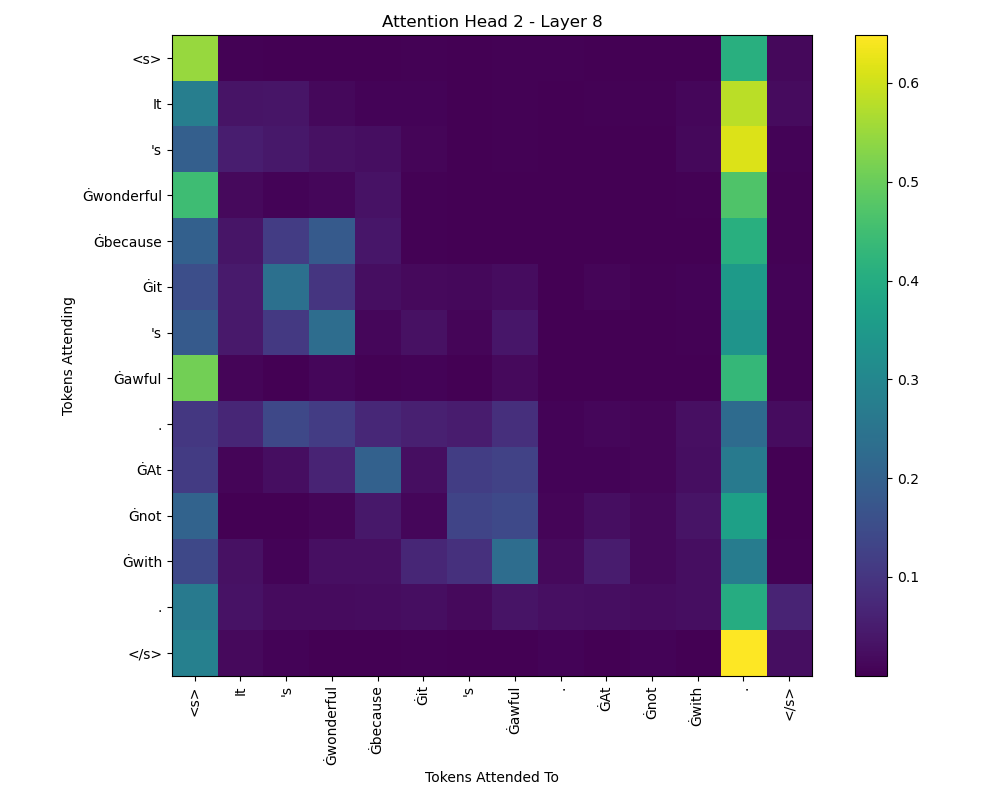 Attention Head 2 - Layer 8
Tokens Attending
<s>
It
's
Ġwonderful
Ġbecause
Ġit
's
Ġawful
.
ĠAt
Ġnot
Ġwith
.
</s>
<s>
It
's
Ġwonderful
Ġbecause
Ġit
's
Ġawful
.
ĠAt
Ġnot
Ġwith
.
</s>
Tokens Attended To
0.6
0.5
0.4
0.3
0.2
0.1